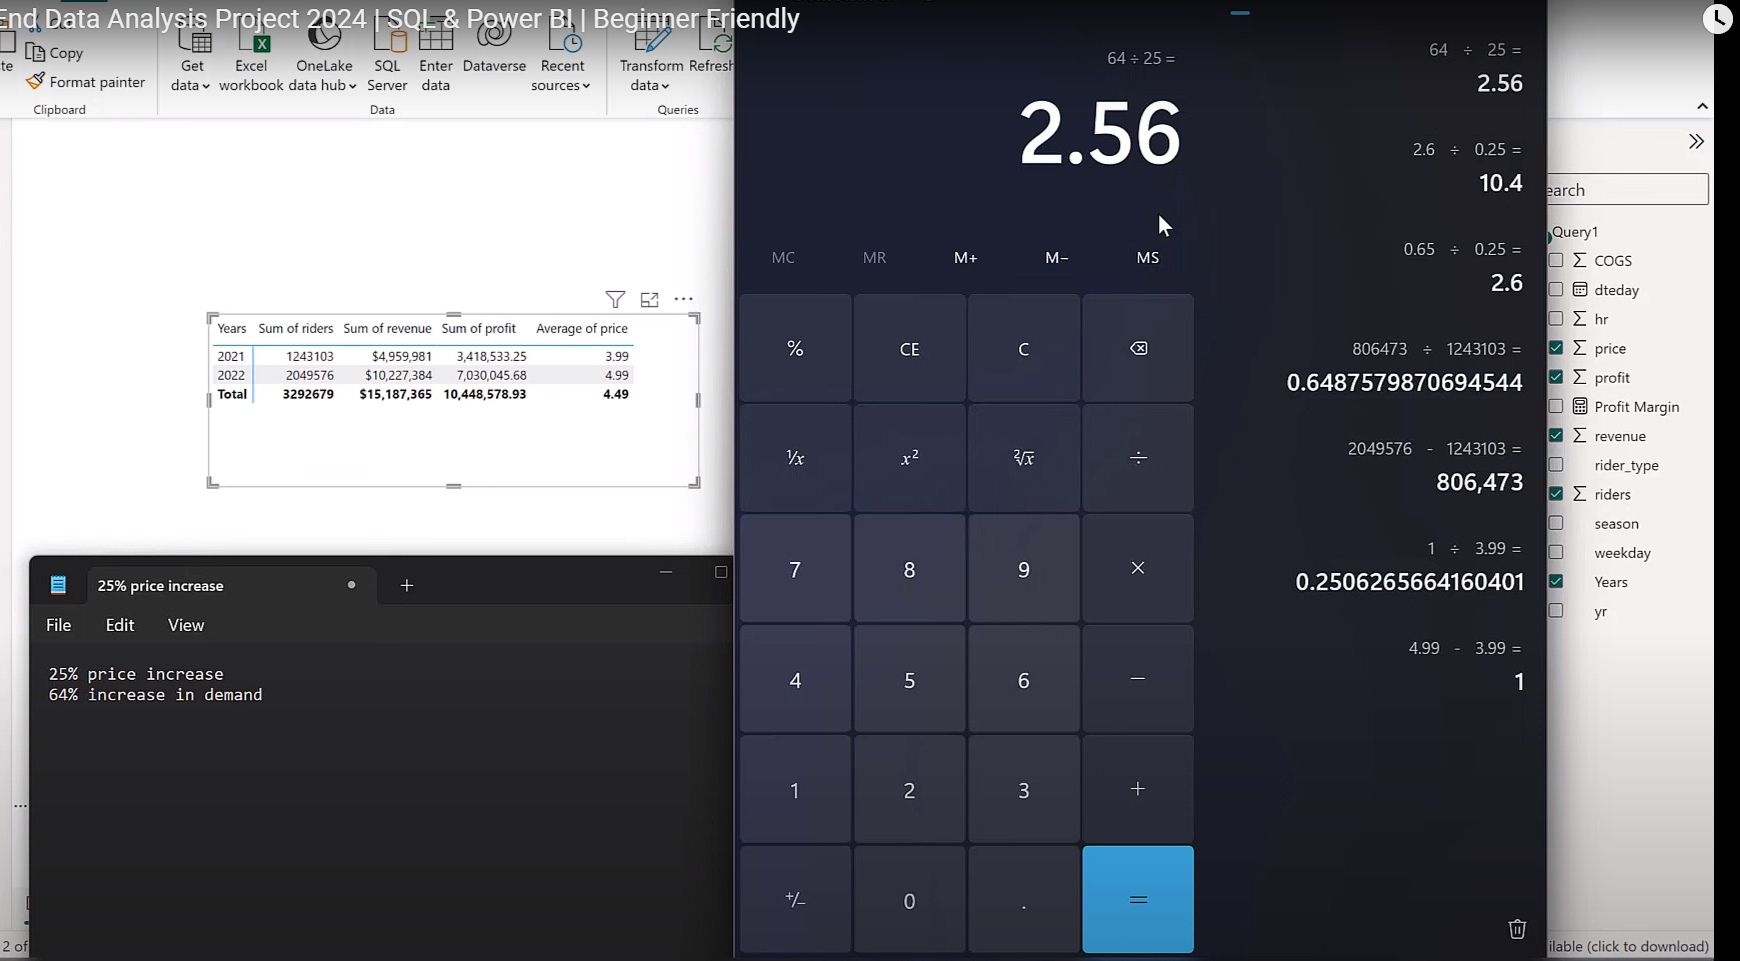 End Data Analysis Project 2024 | SQL & Power BI | Beginner Friendly
Copy
Format painter
Clipboard
Get data
Excel workbook
OneLake data hub
SQL Server
Enter data
Dataverse
Recent sources
Data
Transform data
Refresh
Queries
Years Sum of riders Sum of revenue Sum of profit Average of price
2021 1243103 $4,959,981 3,418,533.25 3.99
2022 2049576 $10,227,384 7,030,045.68 4.99
Total 3292679 $15,187,365 10,448,578.93 4.49
25% price increase
File Edit View
25% price increase
64% increase in demand
2 of
64 ÷ 25 =
2.56
MC MR M+ M− MS
% CE C
⅟x x² ²√x ÷
7 8 9 ×
4 5 6 −
1 2 3 +
+/− 0 . =
64 ÷ 25 =
2.56
2.6 ÷ 0.25 =
10.4
0.65 ÷ 0.25 =
2.6
806473 ÷ 1243103 =
0.6487579870694544
2049576 - 1243103 =
806,473
1 ÷ 3.99 =
0.2506265664160401
4.99 - 3.99 =
1
earch
Query1
COGS
dteday
hr
price
profit
Profit Margin
revenue
rider_type
riders
season
weekday
Years
yr
ilable (click to download)